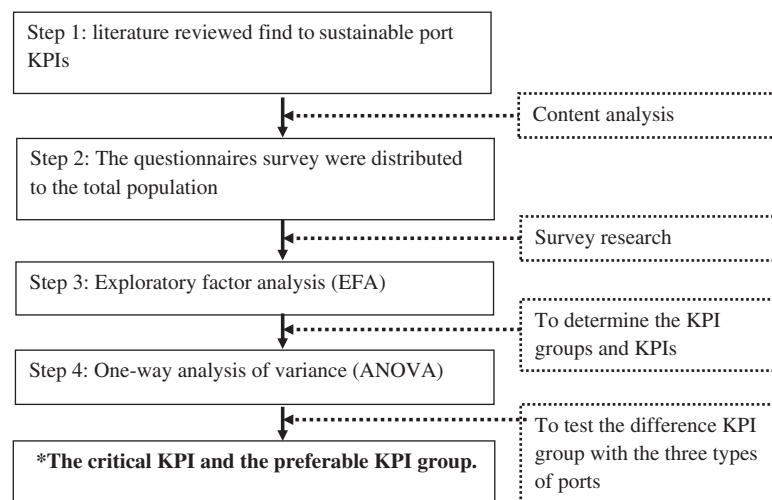 Step 1: literature reviewed find to sustainable port
KPIs
Content analysis
Step 2: The questionnaires survey were distributed
to the total population
Survey research
Step 3: Exploratory factor analysis (EFA)
To determine the KPI
groups and KPIs
Step 4: One-way analysis of variance (ANOVA)
To test the difference KPI
group with the three types
of ports
*The critical KPI and the preferable KPI group.